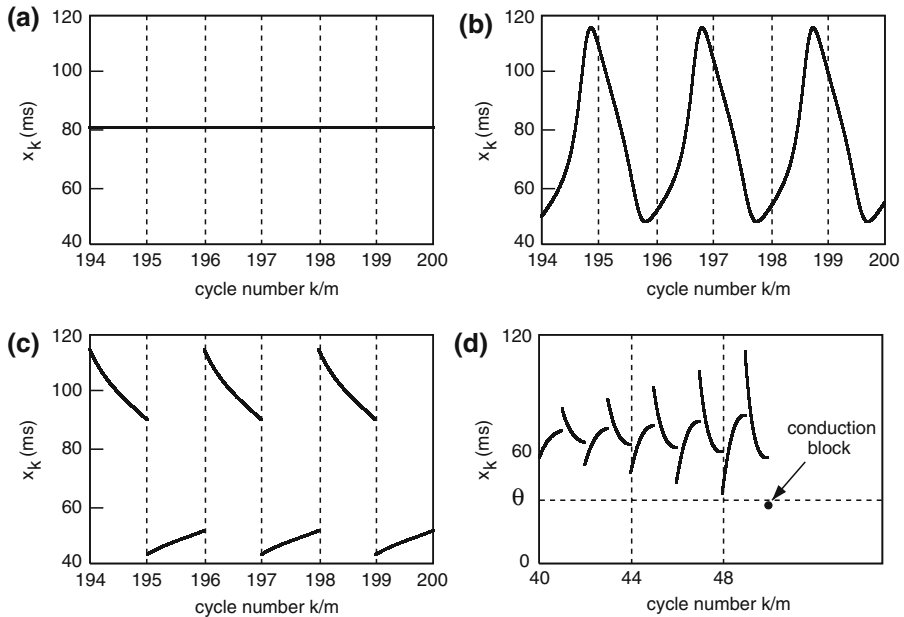 (a)
120
100
80
60
40
x_k (ms)
194 195 196 197 198 199 200
cycle number k/m
(b)
120
100
80
60
40
x_k (ms)
194 195 196 197 198 199 200
cycle number k/m
(c)
120
100
80
60
40
x_k (ms)
194 195 196 197 198 199 200
cycle number k/m
(d)
120
60
θ
0
x_k (ms)
conduction
block
40 44 48
cycle number k/m